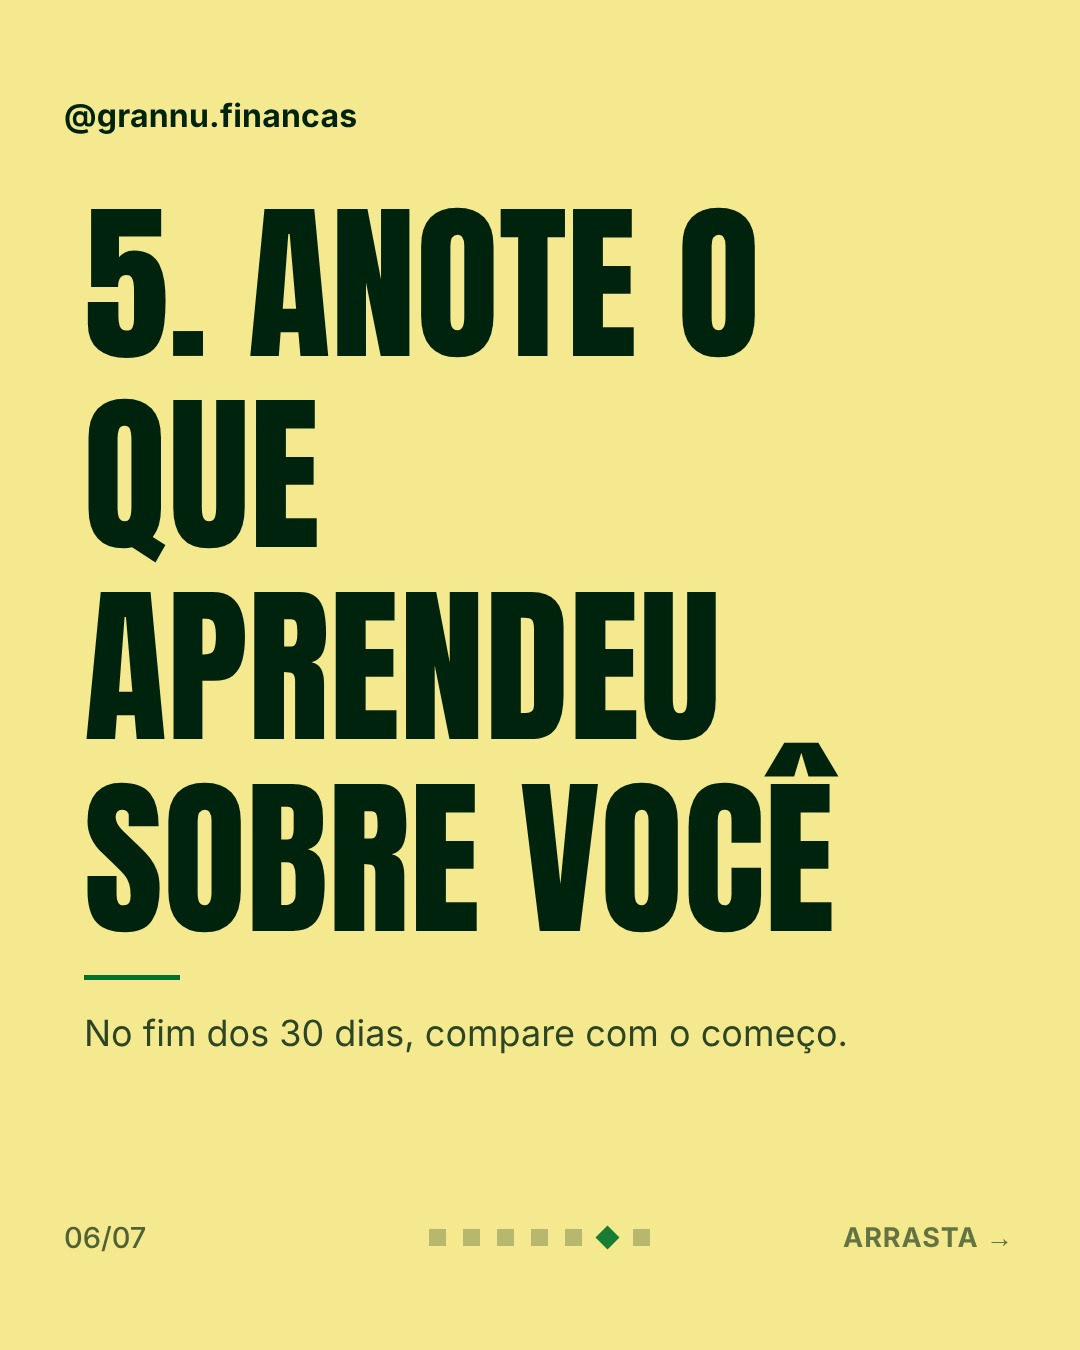 @grannu.financas
5. ANOTE O
QUE
APRENDEU
SOBRE VOCÊ
No fim dos 30 dias, compare com o começo.
06/07
ARRASTA →